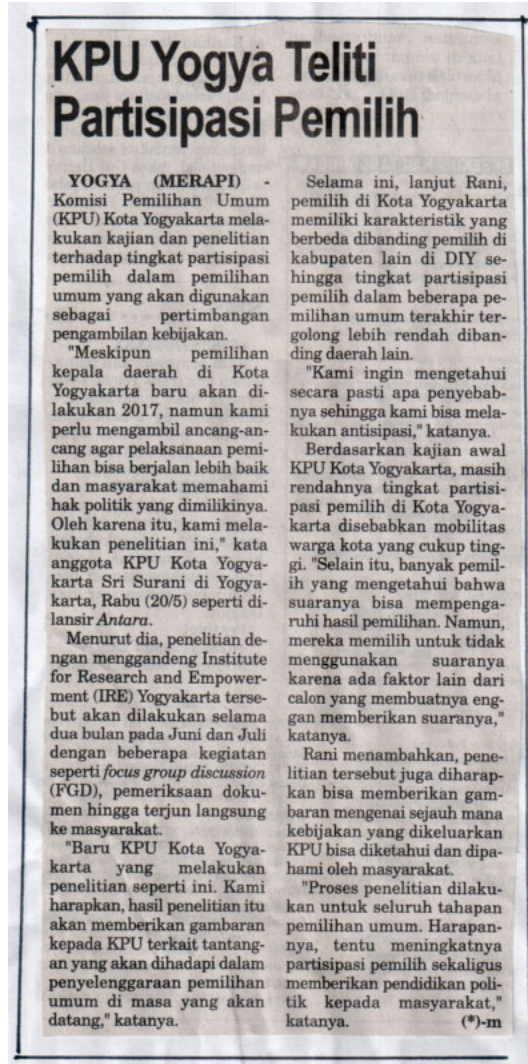 KPU Yogya Teliti
Partisipasi Pemilih
YOGYA (MERAPI) -
Komisi Pemilihan Umum
(KPU) Kota Yogyakarta mela-
kukan kajian dan penelitian
terhadap tingkat partisipasi
pemilih dalam pemilihan
umum yang akan digunakan
sebagai pertimbangan
pengambilan kebijakan.
"Meskipun pemilihan
kepala daerah di Kota
Yogyakarta baru akan di-
lakukan 2017, namun kami
perlu mengambil ancang-an-
cang agar pelaksanaan pemi-
lihan bisa berjalan lebih baik
dan masyarakat memahami
hak politik yang dimilikinya.
Oleh karena itu, kami mela-
kukan penelitian ini," kata
anggota KPU Kota Yogya-
karta Sri Surani di Yogya-
karta, Rabu (20/5) seperti di-
lansir Antara.
Menurut dia, penelitian de-
ngan menggandeng Institute
for Research and Empower-
ment (IRE) Yogyakarta terse-
but akan dilakukan selama
dua bulan pada Juni dan Juli
dengan beberapa kegiatan
seperti focus group discussion
(FGD), pemeriksaan doku-
men hingga terjun langsung
ke masyarakat.
"Baru KPU Kota Yogya-
karta yang melakukan
penelitian seperti ini. Kami
harapkan, hasil penelitian itu
akan memberikan gambaran
kepada KPU terkait tantang-
an yang akan dihadapi dalam
penyelenggaraan pemilihan
umum di masa yang akan
datang," katanya.
Selama ini, lanjut Rani,
pemilih di Kota Yogyakarta
memiliki karakteristik yang
berbeda dibanding pemilih di
kabupaten lain di DIY se-
hingga tingkat partisipasi
pemilih dalam beberapa pe-
milihan umum terakhir ter-
golong lebih rendah diban-
ding daerah lain.
"Kami ingin mengetahui
secara pasti apa penyebab-
nya sehingga kami bisa mela-
kukan antisipasi," katanya.
Berdasarkan kajian awal
KPU Kota Yogyakarta, masih
rendahnya tingkat partisi-
pasi pemilih di Kota Yogya-
karta disebabkan mobilitas
warga kota yang cukup ting-
gi. "Selain itu, banyak pemil-
ih yang mengetahui bahwa
suaranya bisa mempenga-
ruhi hasil pemilihan. Namun,
mereka memilih untuk tidak
menggunakan suaranya
karena ada faktor lain dari
calon yang membuatnya eng-
gan memberikan suaranya,"
katanya.
Rani menambahkan, pene-
litian tersebut juga diharap-
kan bisa memberikan gam-
baran mengenai sejauh mana
kebijakan yang dikeluarkan
KPU bisa diketahui dan dipa-
hami oleh masyarakat.
"Proses penelitian dilaku-
kan untuk seluruh tahapan
pemilihan umum. Harapan-
nya, tentu meningkatnya
partisipasi pemilih sekaligus
memberikan pendidikan poli-
tik kepada masyarakat,"
katanya. (*)-m